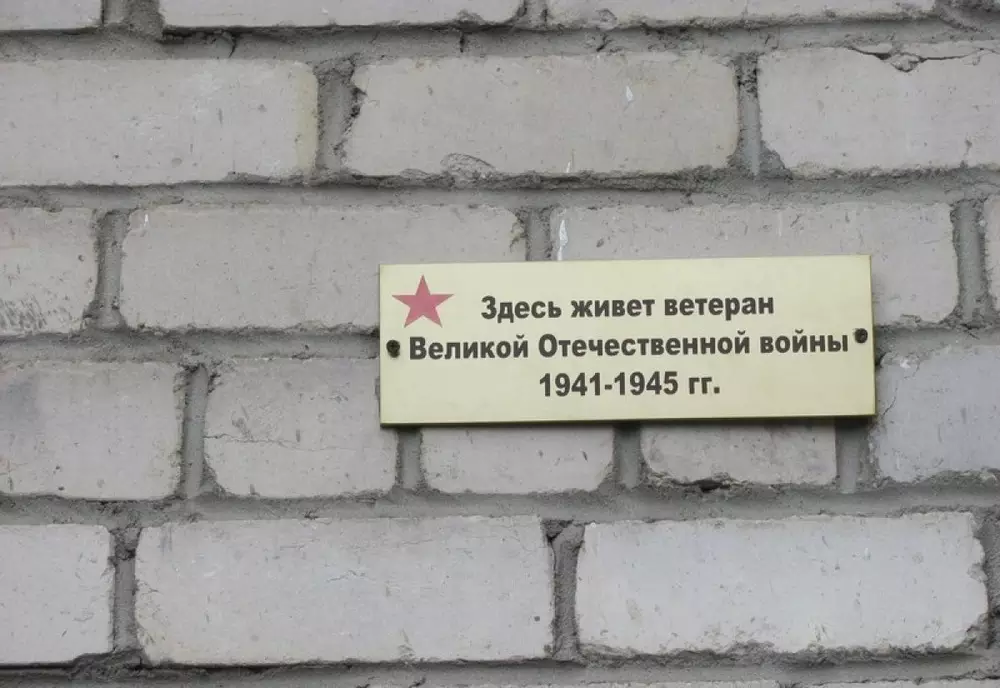 Здесь живет ветеран
Великой Отечественной войны
1941-1945 гг.